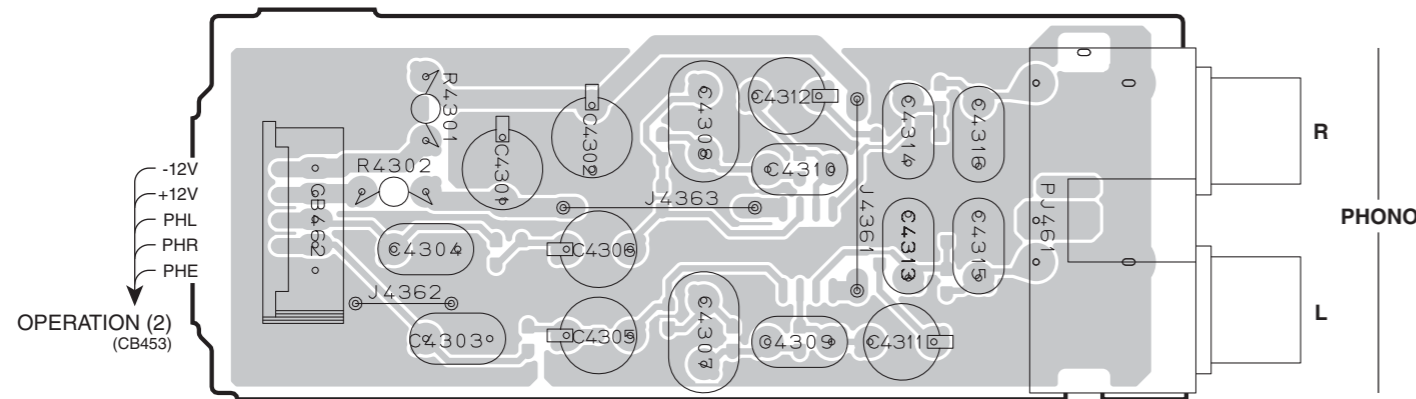 -12V
+12V
PHL
PHR
PHE
OPERATION (2)
(CB453)
R4301
R4302
CB462
C4301
C4302
C4308
C4312
C4310
C4314
C4316
PJ461
J4363
J4361
C4304
C4306
C4313
C4315
J4362
C4303
C4305
C4307
C4309
C4311
R
PHONO
L